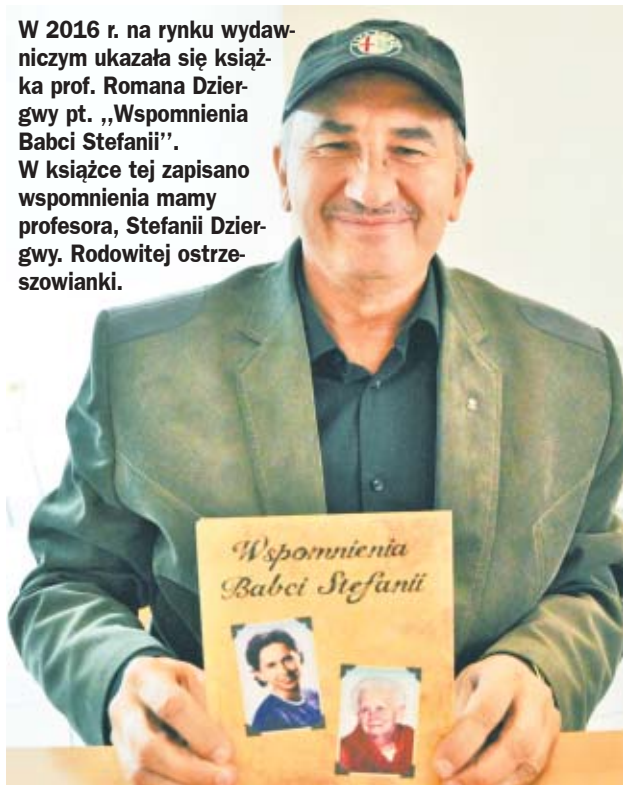 W 2016 r. na rynku wydaw-
niczym ukazała się książ-
ka prof. Romana Dzier-
gwy pt. ,,Wspomnienia
Babci Stefanii’’.
W książce tej zapisano
wspomnienia mamy
profesora, Stefanii Dzier-
gwy. Rodowitej ostrze-
szowianki.
Wspomnienia
Babci Stefanii